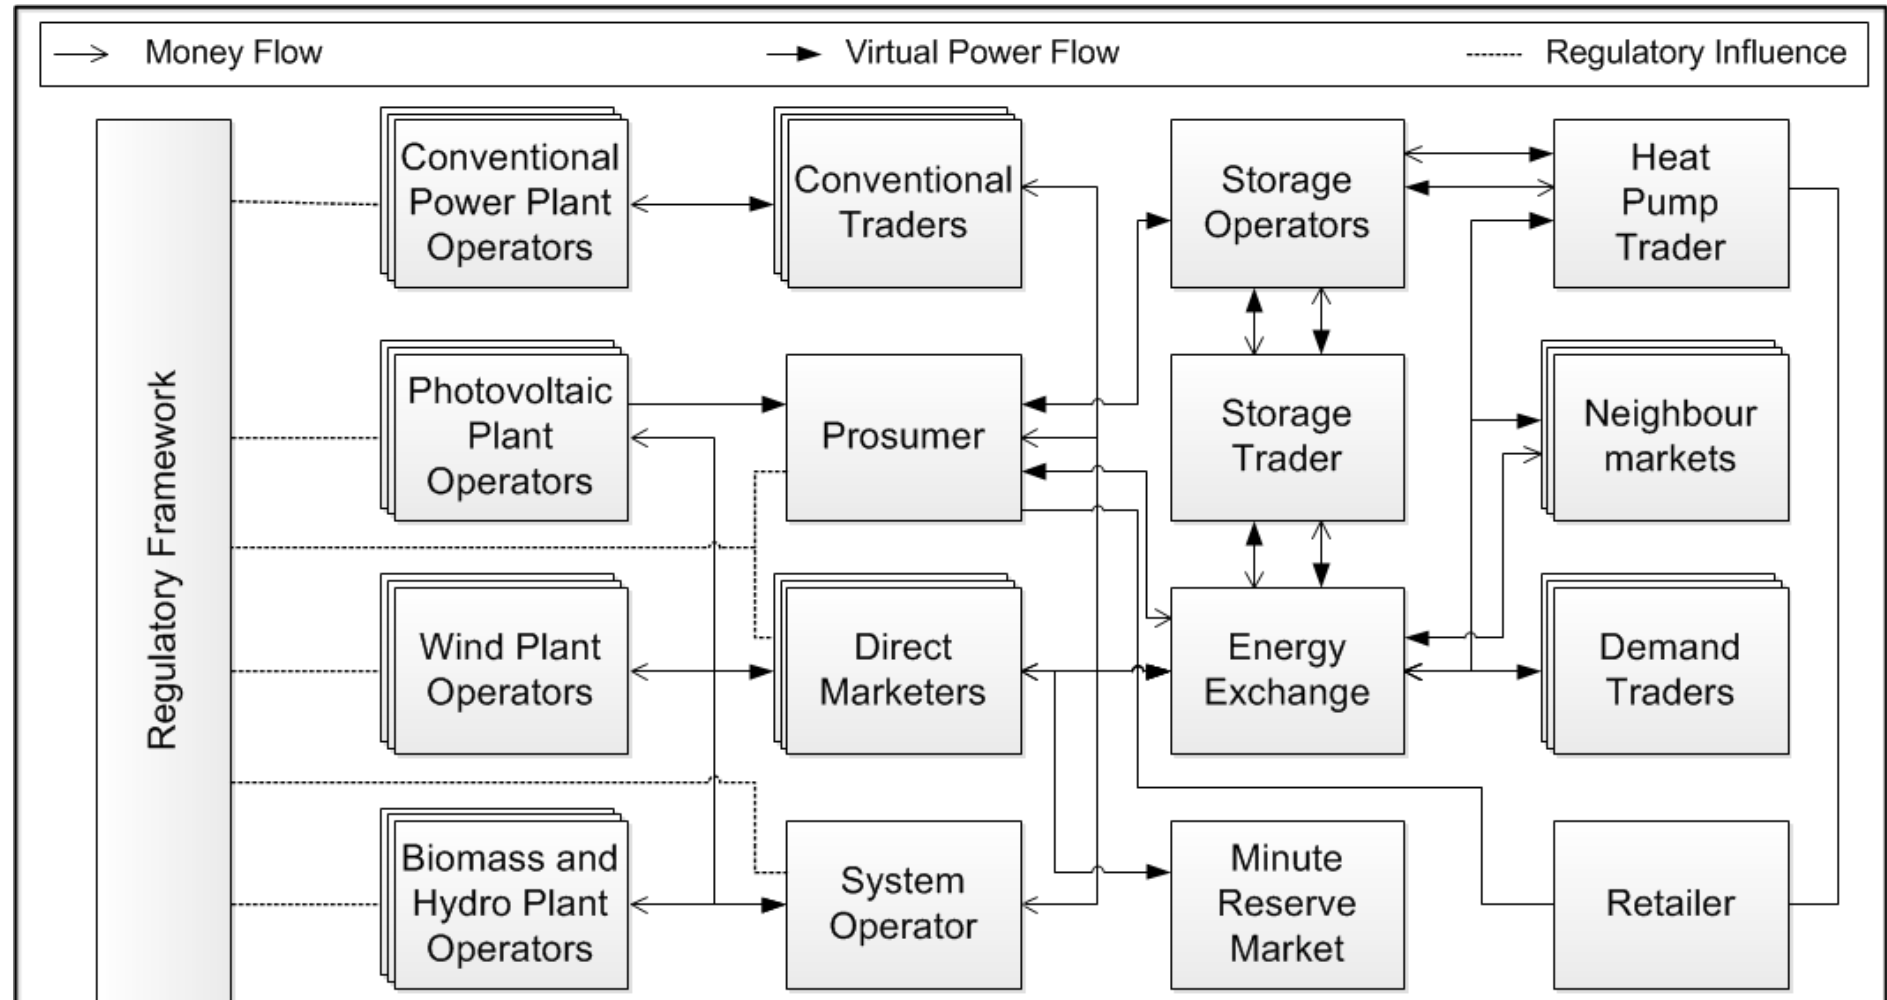 Money Flow
Virtual Power Flow
Regulatory Influence
Regulatory Framework
Conventional
Power Plant
Operators
Conventional
Traders
Storage
Operators
Heat
Pump
Trader
Photovoltaic
Plant
Operators
Prosumer
Storage
Trader
Neighbour
markets
Wind Plant
Operators
Direct
Marketers
Energy
Exchange
Demand
Traders
Biomass and
Hydro Plant
Operators
System
Operator
Minute
Reserve
Market
Retailer